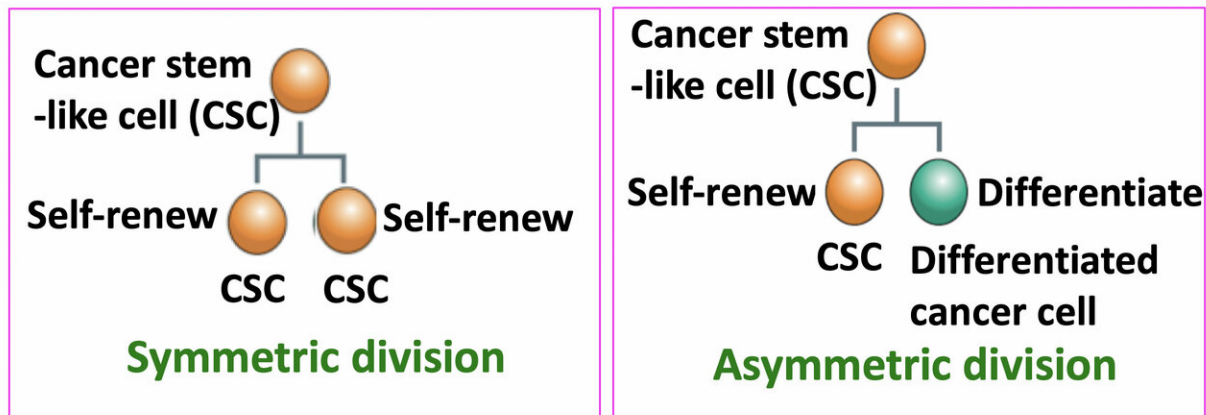 Cancer stem
-like cell (CSC)
Self-renew
Self-renew
CSC
CSC
Symmetric division
Cancer stem
-like cell (CSC)
Self-renew
Differentiate
CSC
Differentiated
cancer cell
Asymmetric division